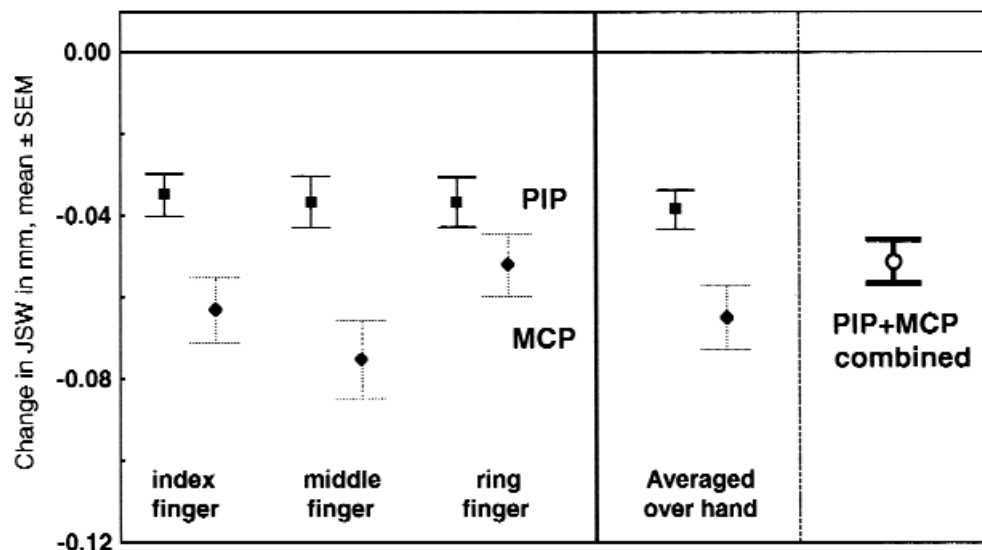 Change in JSW in mm, mean ± SEM
0.00
-0.04
-0.08
-0.12
PIP
MCP
PIP+MCP
combined
index
finger
middle
finger
ring
finger
Averaged
over hand